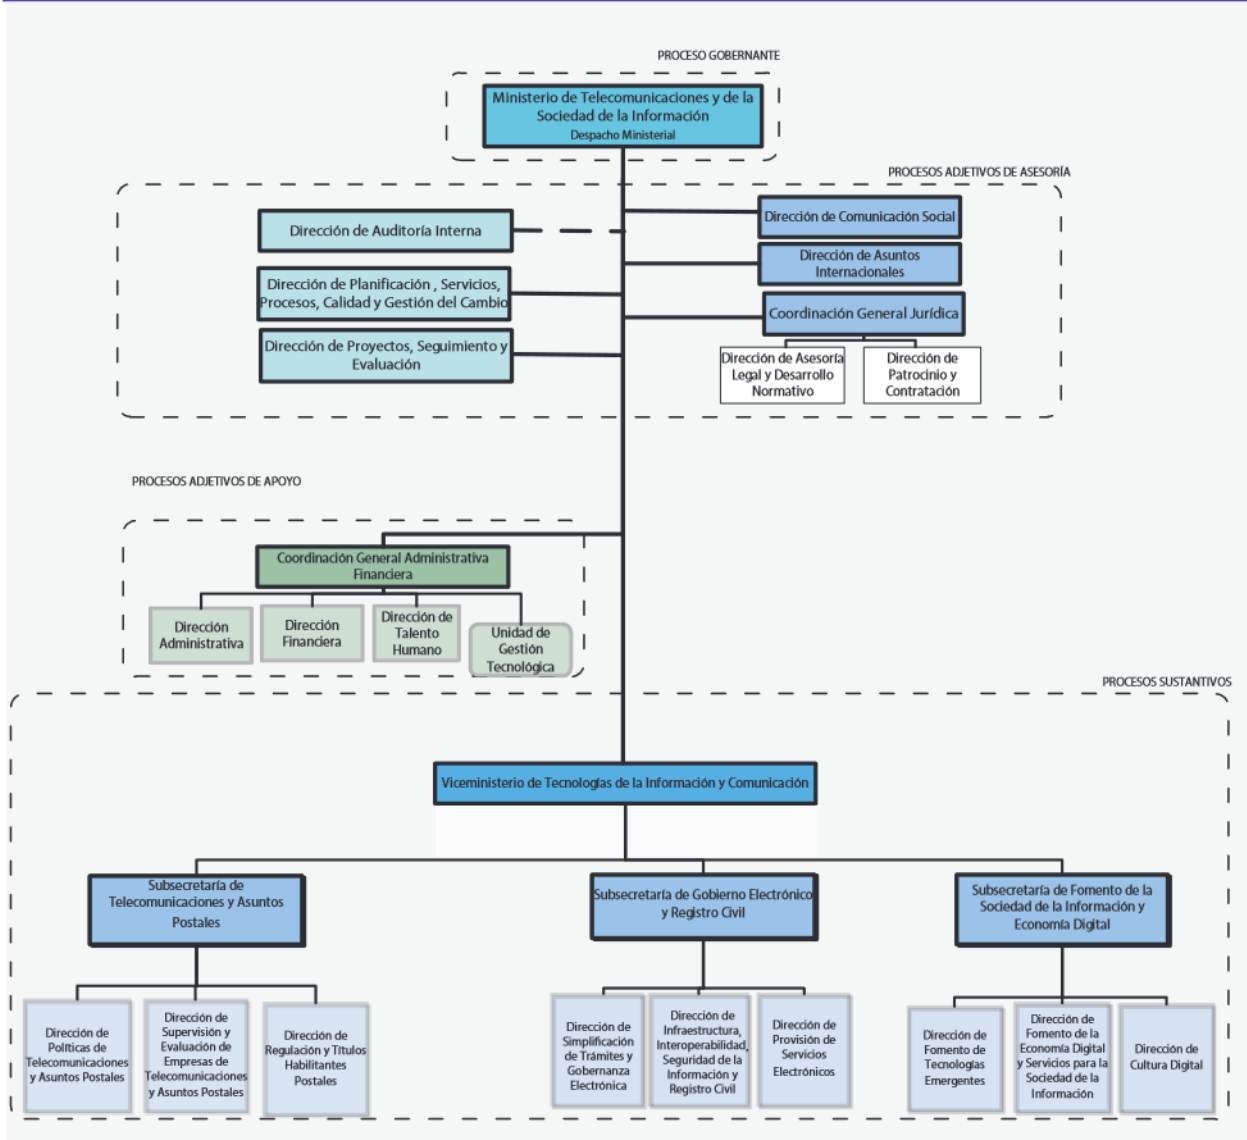 PROCESO GOBERNANTE
Ministerio de Telecomunicaciones y de la
Sociedad de la Información
Despacho Ministerial
PROCESOS ADJETIVOS DE ASESORÍA
Dirección de Auditoría Interna
Dirección de Planificación , Servicios,
Procesos, Calidad y Gestión del Cambio
Dirección de Proyectos, Seguimiento y
Evaluación
Dirección de Comunicación Social
Dirección de Asuntos
Internacionales
Coordinación General Jurídica
Dirección de Asesoría
Legal y Desarrollo
Normativo
Dirección de
Patrocinio y
Contratación
PROCESOS ADJETIVOS DE APOYO
Coordinación General Administrativa
Financiera
Dirección
Administrativa
Dirección
Financiera
Dirección de
Talento
Humano
Unidad de
Gestión
Tecnológica
PROCESOS SUSTANTIVOS
Viceministerio de Tecnologías de la Información y Comunicación
Subsecretaría de
Telecomunicaciones y Asuntos
Postales
Subsecretaría de Gobierno Electrónico
y Registro Civil
Subsecretaría de Fomento de la
Sociedad de la Información y
Economía Digital
Dirección de
Políticas de
Telecomunicaciones
y Asuntos Postales
Dirección de
Supervisión y
Evaluación de
Empresas de
Telecomunicaciones
y Asuntos Postales
Dirección de
Regulación y Títulos
Habilitantes
Postales
Dirección de
Simplificación
de Trámites y
Gobernanza
Electrónica
Dirección de
Infraestructura,
Interoperabilidad,
Seguridad de la
Información y
Registro Civil
Dirección de
Provisión de
Servicios
Electrónicos
Dirección de
Fomento de
Tecnologías
Emergentes
Dirección de
Fomento de la
Economía Digital
y Servicios para la
Sociedad de la
Información
Dirección de
Cultura Digital